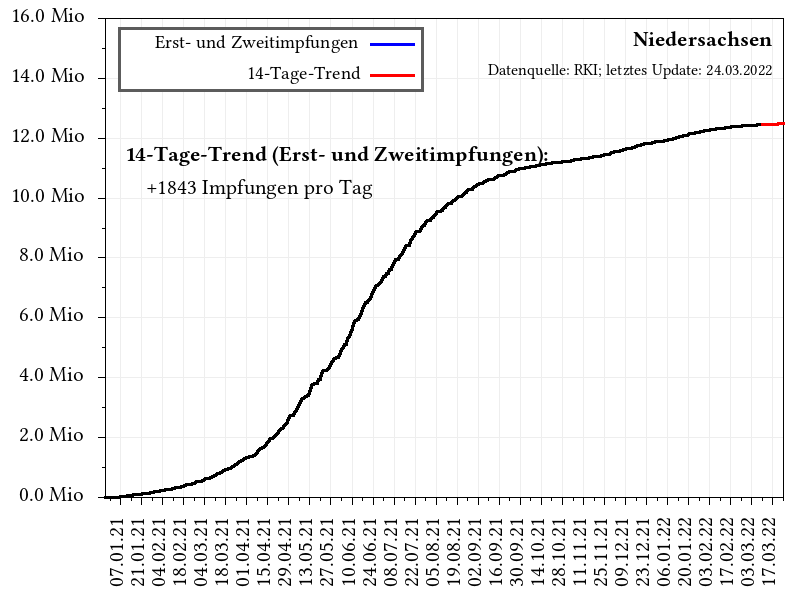 16.0 Mio
14.0 Mio
12.0 Mio
10.0 Mio
8.0 Mio
6.0 Mio
4.0 Mio
2.0 Mio
0.0 Mio
Erst- und Zweitimpfungen
14-Tage-Trend
Niedersachsen
Datenquelle: RKI; letztes Update: 24.03.2022
14-Tage-Trend (Erst- und Zweitimpfungen):
+1843 Impfungen pro Tag
07.01.21
21.01.21
04.02.21
18.02.21
04.03.21
18.03.21
01.04.21
15.04.21
29.04.21
13.05.21
27.05.21
10.06.21
24.06.21
08.07.21
22.07.21
05.08.21
19.08.21
02.09.21
16.09.21
30.09.21
14.10.21
28.10.21
11.11.21
25.11.21
09.12.21
23.12.21
06.01.22
20.01.22
03.02.22
17.02.22
03.03.22
17.03.22